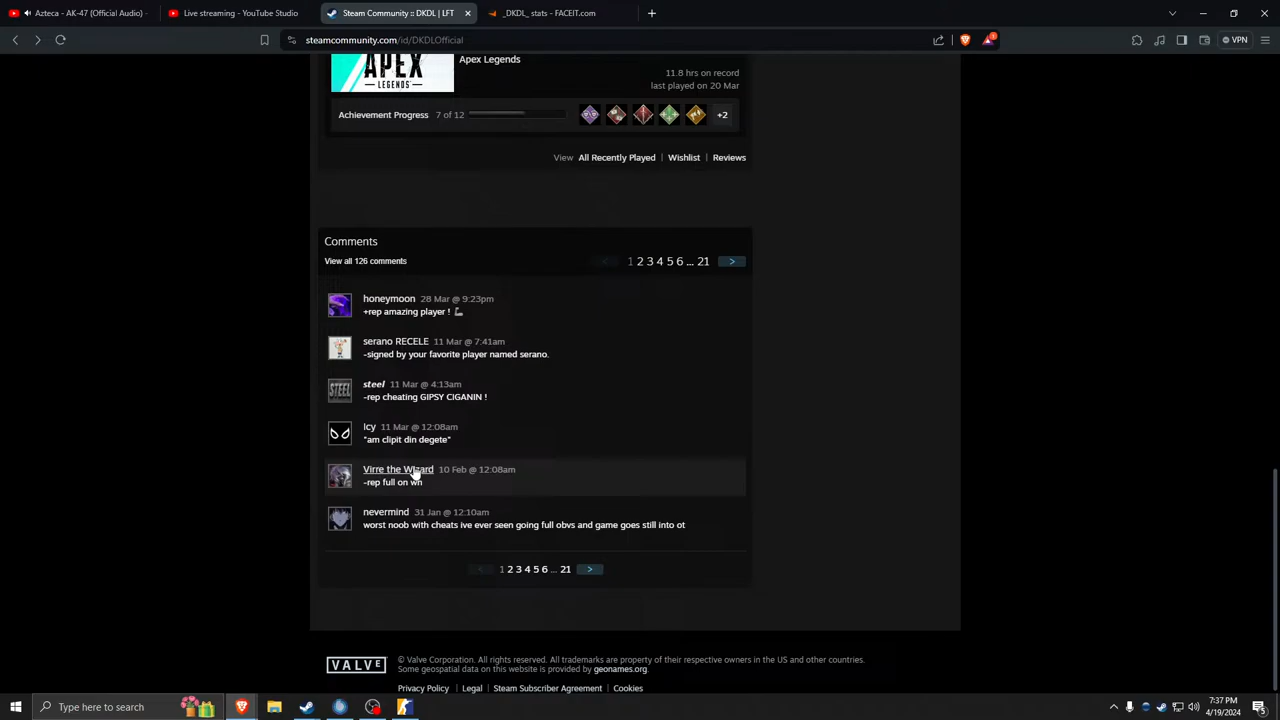 Azteca - AK-47 (Official Audio) -
Live streaming - YouTube Studio
Steam Community :: DKDL | LFT
_DKDL_ stats - FACEIT.com
steamcommunity.com/id/DKDLOfficial
VPN
APEX
LEGENDS
Apex Legends
11.8 hrs on record
last played on 20 Mar
Achievement Progress 7 of 12
+2
View All Recently Played | Wishlist | Reviews
Comments
View all 126 comments
< 1 2 3 4 5 6 ... 21 >
honeymoon 28 Mar @ 9:23pm
+rep amazing player !
serano RECELE 11 Mar @ 7:41am
-signed by your favorite player named serano.
STEEL
steel 11 Mar @ 4:13am
-rep cheating GIPSY CIGANIN !
Icy 11 Mar @ 12:08am
"am clipit din degete"
Virre the Wizard 10 Feb @ 12:08am
-rep full on wh
nevermind 31 Jan @ 12:10am
worst noob with cheats ive ever seen going full obvs and game goes still into ot
< 1 2 3 4 5 6 ... 21 >
VALVE
© Valve Corporation. All rights reserved. All trademarks are property of their respective owners in the US and other countries.
Some geospatial data on this website is provided by geonames.org.
Privacy Policy | Legal | Steam Subscriber Agreement | Cookies
Type here to search
7:37 PM
4/19/2024